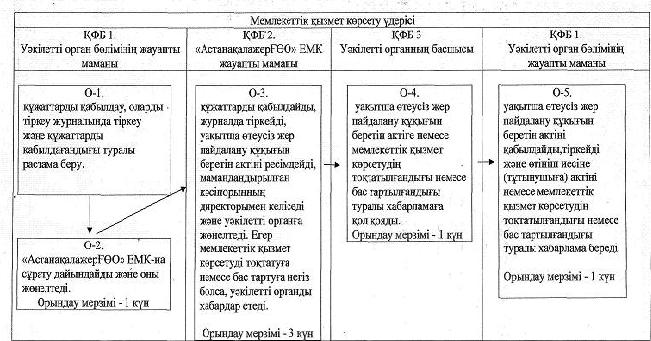 Мемлекеттік қызмет көрсету үдерісі
ҚФБ 1.
Уәкілетті орган бөлімінің жауапты
маманы
ҚФБ 2.
«АстанақалажерҒӨО» ЕМК
жауапты маманы
ҚФБ 3
Уәкілетті органның басшысы
ҚФБ 1
Уәкілетті орган бөлімінің
жауапты маманы
О-1.
құжаттарды қабылдау, оларды
тіркеу журналында тіркеу
және құжаттарды
қабылдағандығы туралы
расхама беру.
О-2.
«АстанақалажерҒӨО» ЕМК-на
сұрату дайындайды және оны
жөнелтеді.
Орындау мерзімі - 1 күн
О-3.
құжаттарды қабылдайды,
журналда тіркейді,
уақытша өтеусіз жер
пайдалану құқығын
беретін актіні ресімдейді,
мамандандырылған
кәсіпорынның
директорымен келіседі
және уәкілетті органға
жөнелтеді. Егер
мемлекеттік қызмет
көрсетуді тоқтатуға
немесе бас тартуға негіз
болса, уәкілетті органды
хабардар етеді.
Орындау мерзімі - 3 күн
О-4.
уақытша өтеусіз жер
пайдалану құқығын
беретін актіге немесе
мемлекеттік қызмет
көрсетудің
тоқтатылғандығы немесе
бас тартылғандығы
туралы хабарламаға
қол қояды.
Орындау мерзімі - 1 күн
О-5.
уақытша өтеусіз жер
пайдалану құқығын
беретін актіні
қабылдайды,тіркейді
және өтініш иесіне
(тұтынушыға) актіні
немесе мемлекеттік
қызмет көрсетудің
тоқтатылғандығы немесе
бас тартылғандығы
туралы хабарлама береді
Орындау мерзімі - 1 күн